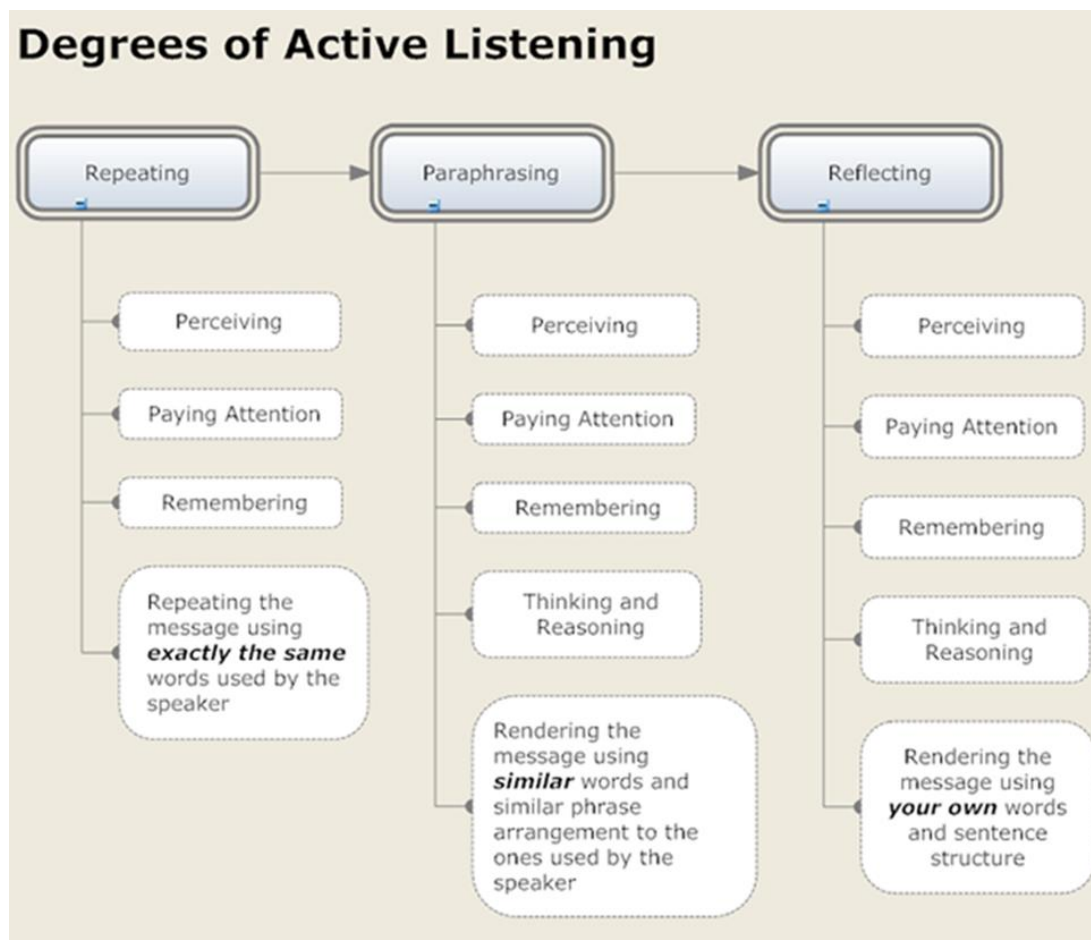 Degrees of Active Listening
Repeating
Paraphrasing
Reflecting
Perceiving
Paying Attention
Remembering
Repeating the
message using
exactly the same
words used by the
speaker
Perceiving
Paying Attention
Remembering
Thinking and
Reasoning
Rendering the
message using
similar words and
similar phrase
arrangement to the
ones used by the
speaker
Perceiving
Paying Attention
Remembering
Thinking and
Reasoning
Rendering the
message using
your own words
and sentence
structure